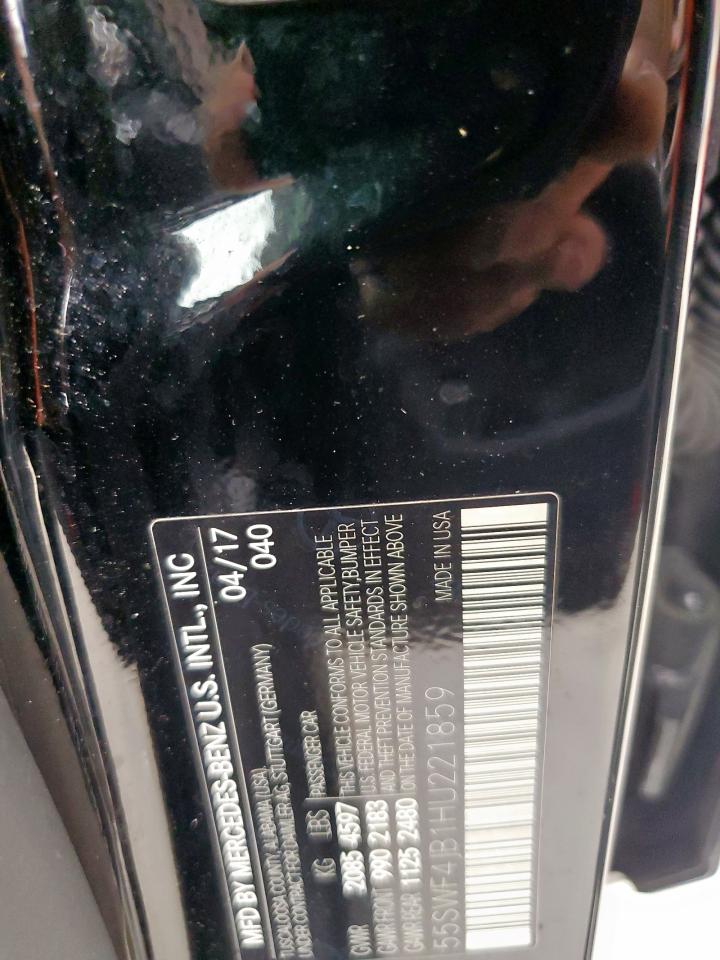 MFD BY MERCEDES-BENZ U.S. INTL., INC
TUSCALOOSA COUNTY, ALABAMA (USA) 04/17
UNDER CONTRACT FOR DAIMLER AG STUTTGART (GERMANY) 040
KG LBS PASSENGER CAR
GWR 2085 4597 THIS VEHICLE CONFORMS TO ALL APPLICABLE
GAWR FRONT 990 2183 U.S. FEDERAL MOTOR VEHICLE SAFETY,BUMPER
GAWR REAR 1125 2480 AND THEFT PREVENTION STANDARDS IN EFFECT
ON THE DATE OF MANUFACTURE SHOWN ABOVE
55SWF4JB1HU221859 MADE IN USA